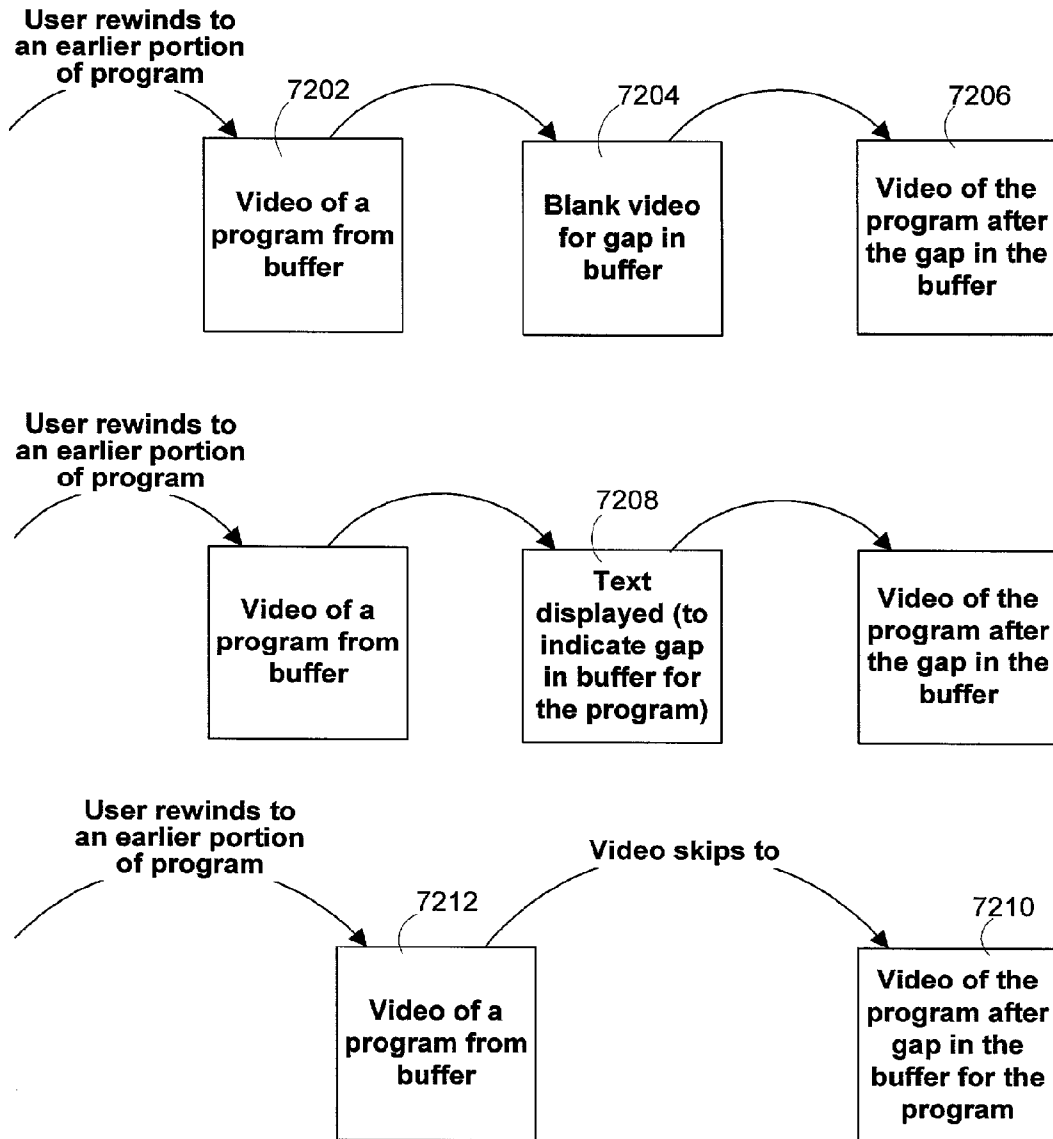 User rewinds to
an earlier portion
of program
7202
7204
7206
Video of a
program from
buffer
Blank video
for gap in
buffer
Video of the
program after
the gap in the
buffer
User rewinds to
an earlier portion
of program
7208
Video of a
program from
buffer
Text
displayed (to
indicate gap
in buffer for
the program)
Video of the
program after
the gap in the
buffer
User rewinds to
an earlier portion
of program
Video skips to
7212
7210
Video of a
program from
buffer
Video of the
program after
gap in the
buffer for the
program